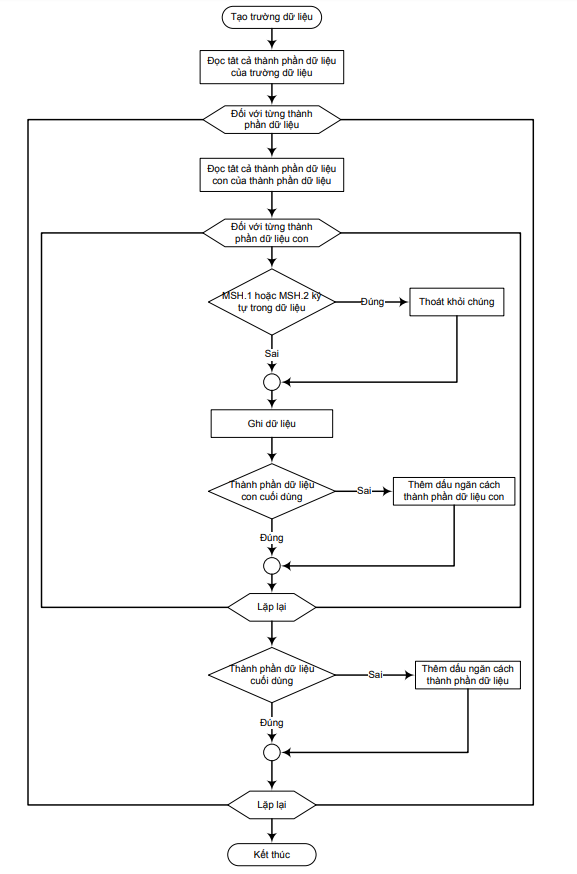 Tạo trường dữ liệu
Đọc tât cả thành phần dữ liệu
của trường dữ liệu
Đối với từng thành
phần dữ liệu
Đọc tât cả thành phần dữ liệu
con của thành phần dữ liệu
Đối với từng thành
phần dữ liệu con
MSH.1 hoặc MSH.2 ký
tự trong dữ liệu
Đúng
Thoát khỏi chúng
Sai
Ghi dữ liệu
Thành phần dữ liệu
con cuối dùng
Sai
Thêm dấu ngăn cách
thành phần dữ liệu con
Đúng
Lặp lại
Thành phần dữ liệu
cuối dùng
Sai
Thêm dấu ngăn cách
thành phần dữ liệu
Đúng
Lặp lại
Kết thúc